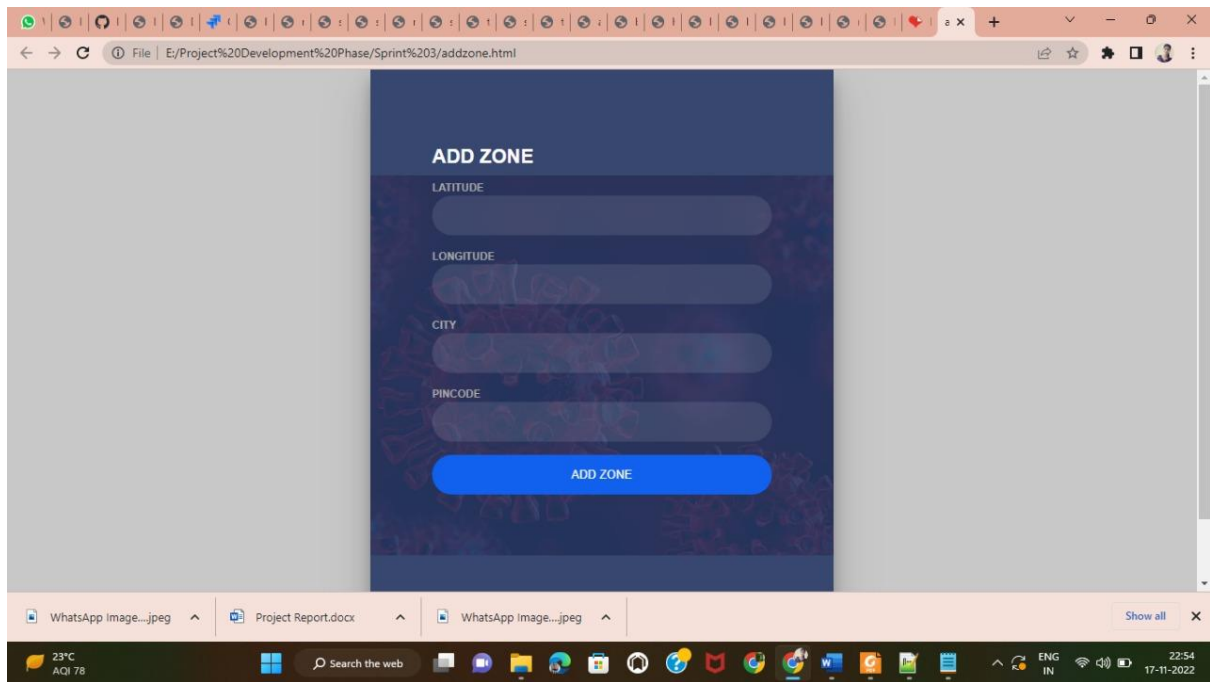 File E:/Project%20Development%20Phase/Sprint%203/addzone.html
ADD ZONE
LATITUDE
LONGITUDE
CITY
PINCODE
ADD ZONE
WhatsApp Image....jpeg
Project Report.docx
WhatsApp Image....jpeg
Show all
23°C
AQI 78
Search the web
ENG
IN
22:54
17-11-2022